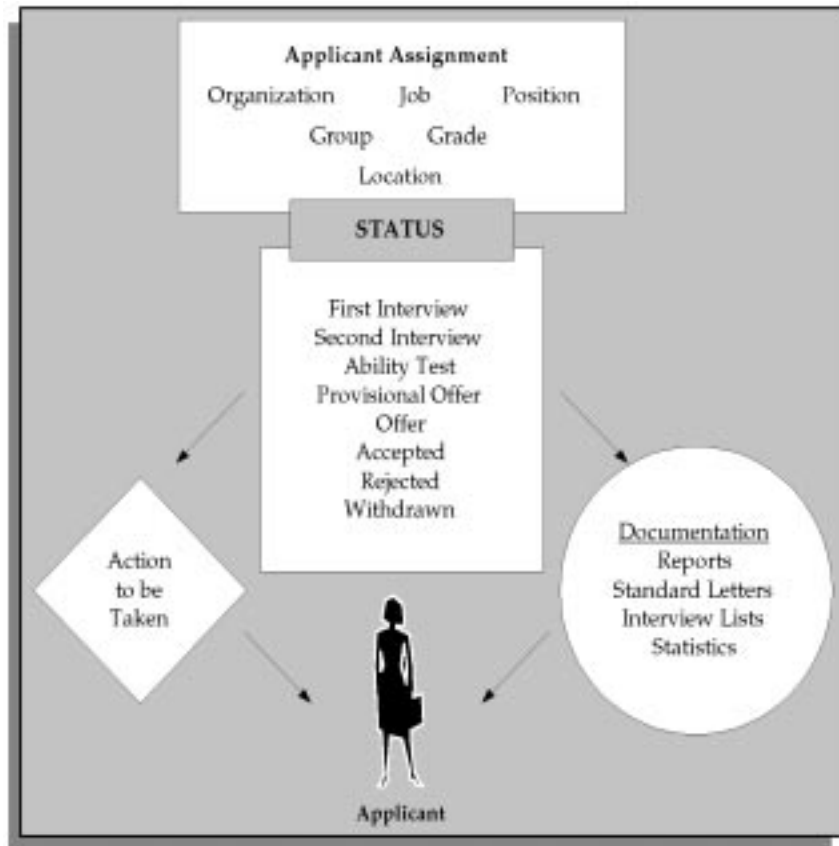 Applicant Assignment
Organization Job Position
Group Grade
Location
STATUS
First Interview
Second Interview
Ability Test
Provisional Offer
Offer
Accepted
Rejected
Withdrawn
Action
to be
Taken
Documentation
Reports
Standard Letters
Interview Lists
Statistics
Applicant